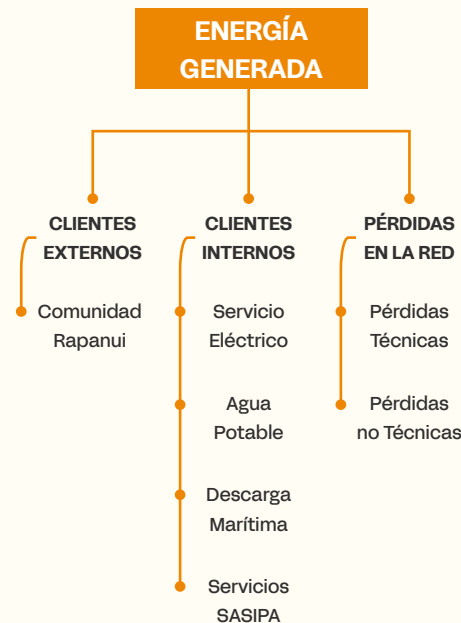 ENERGÍA
GENERADA
CLIENTES
EXTERNOS
Comunidad
Rapanui
CLIENTES
INTERNOS
Servicio
Eléctrico
Agua
Potable
Descarga
Marítima
Servicios
SASIPA
PÉRDIDAS
EN LA RED
Pérdidas
Técnicas
Pérdidas
no Técnicas